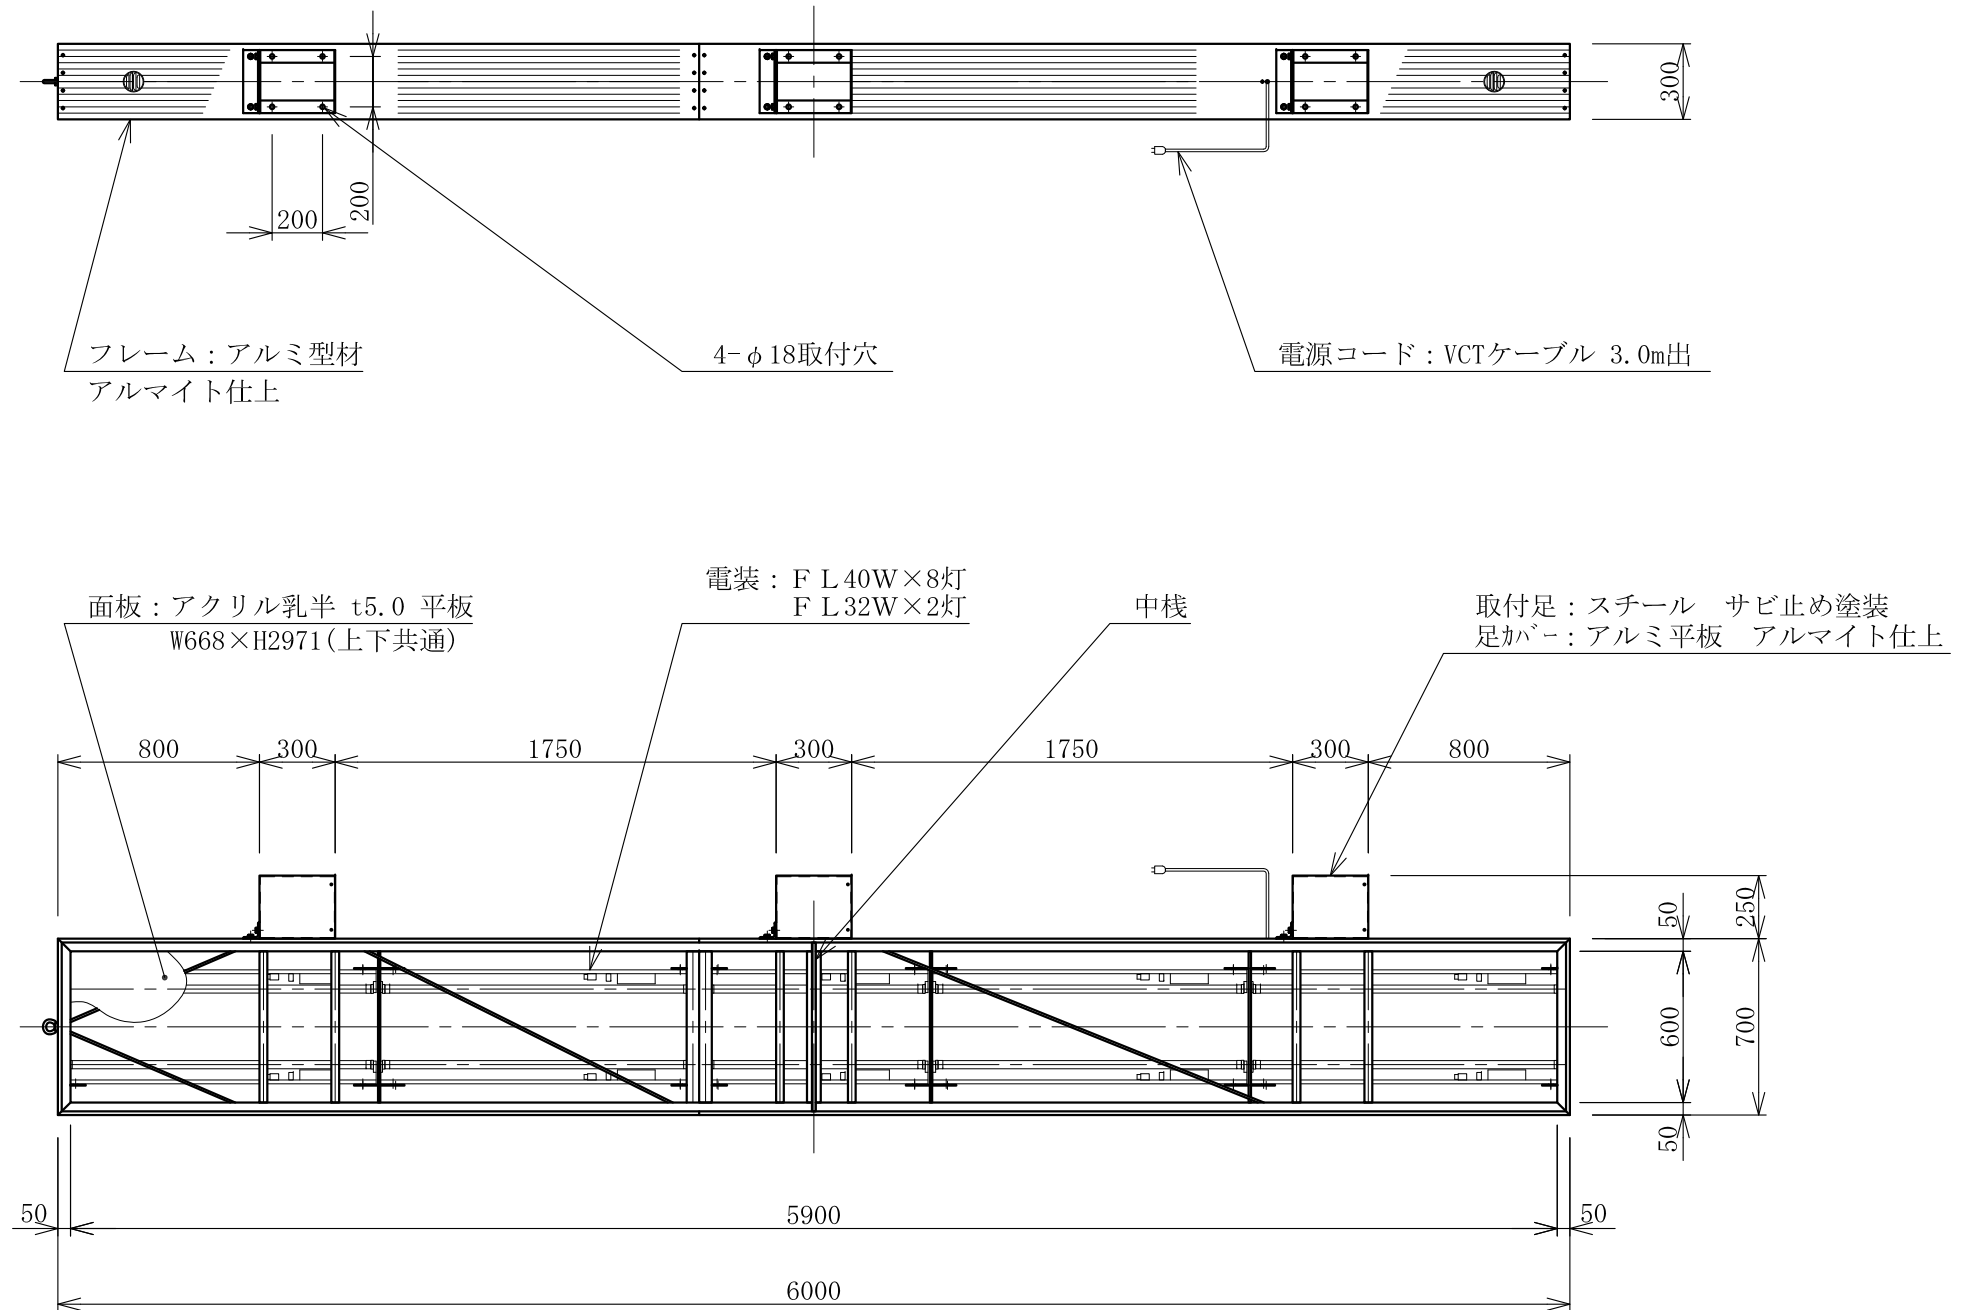 300
200
200
フレーム：アルミ型材
アルマイト仕上
4-φ18取付穴
電源コード：VCTケーブル 3.0m出
面板：アクリル乳半 t5.0 平板
W668×H2971(上下共通)
電装：ＦＬ40W×8灯
ＦＬ32W×2灯
中桟
取付足：スチール　サビ止め塗装
足ｶﾊﾞｰ：アルミ平板　アルマイト仕上
800
300
1750
300
1750
300
800
50
250
600
700
50
50
5900
50
6000